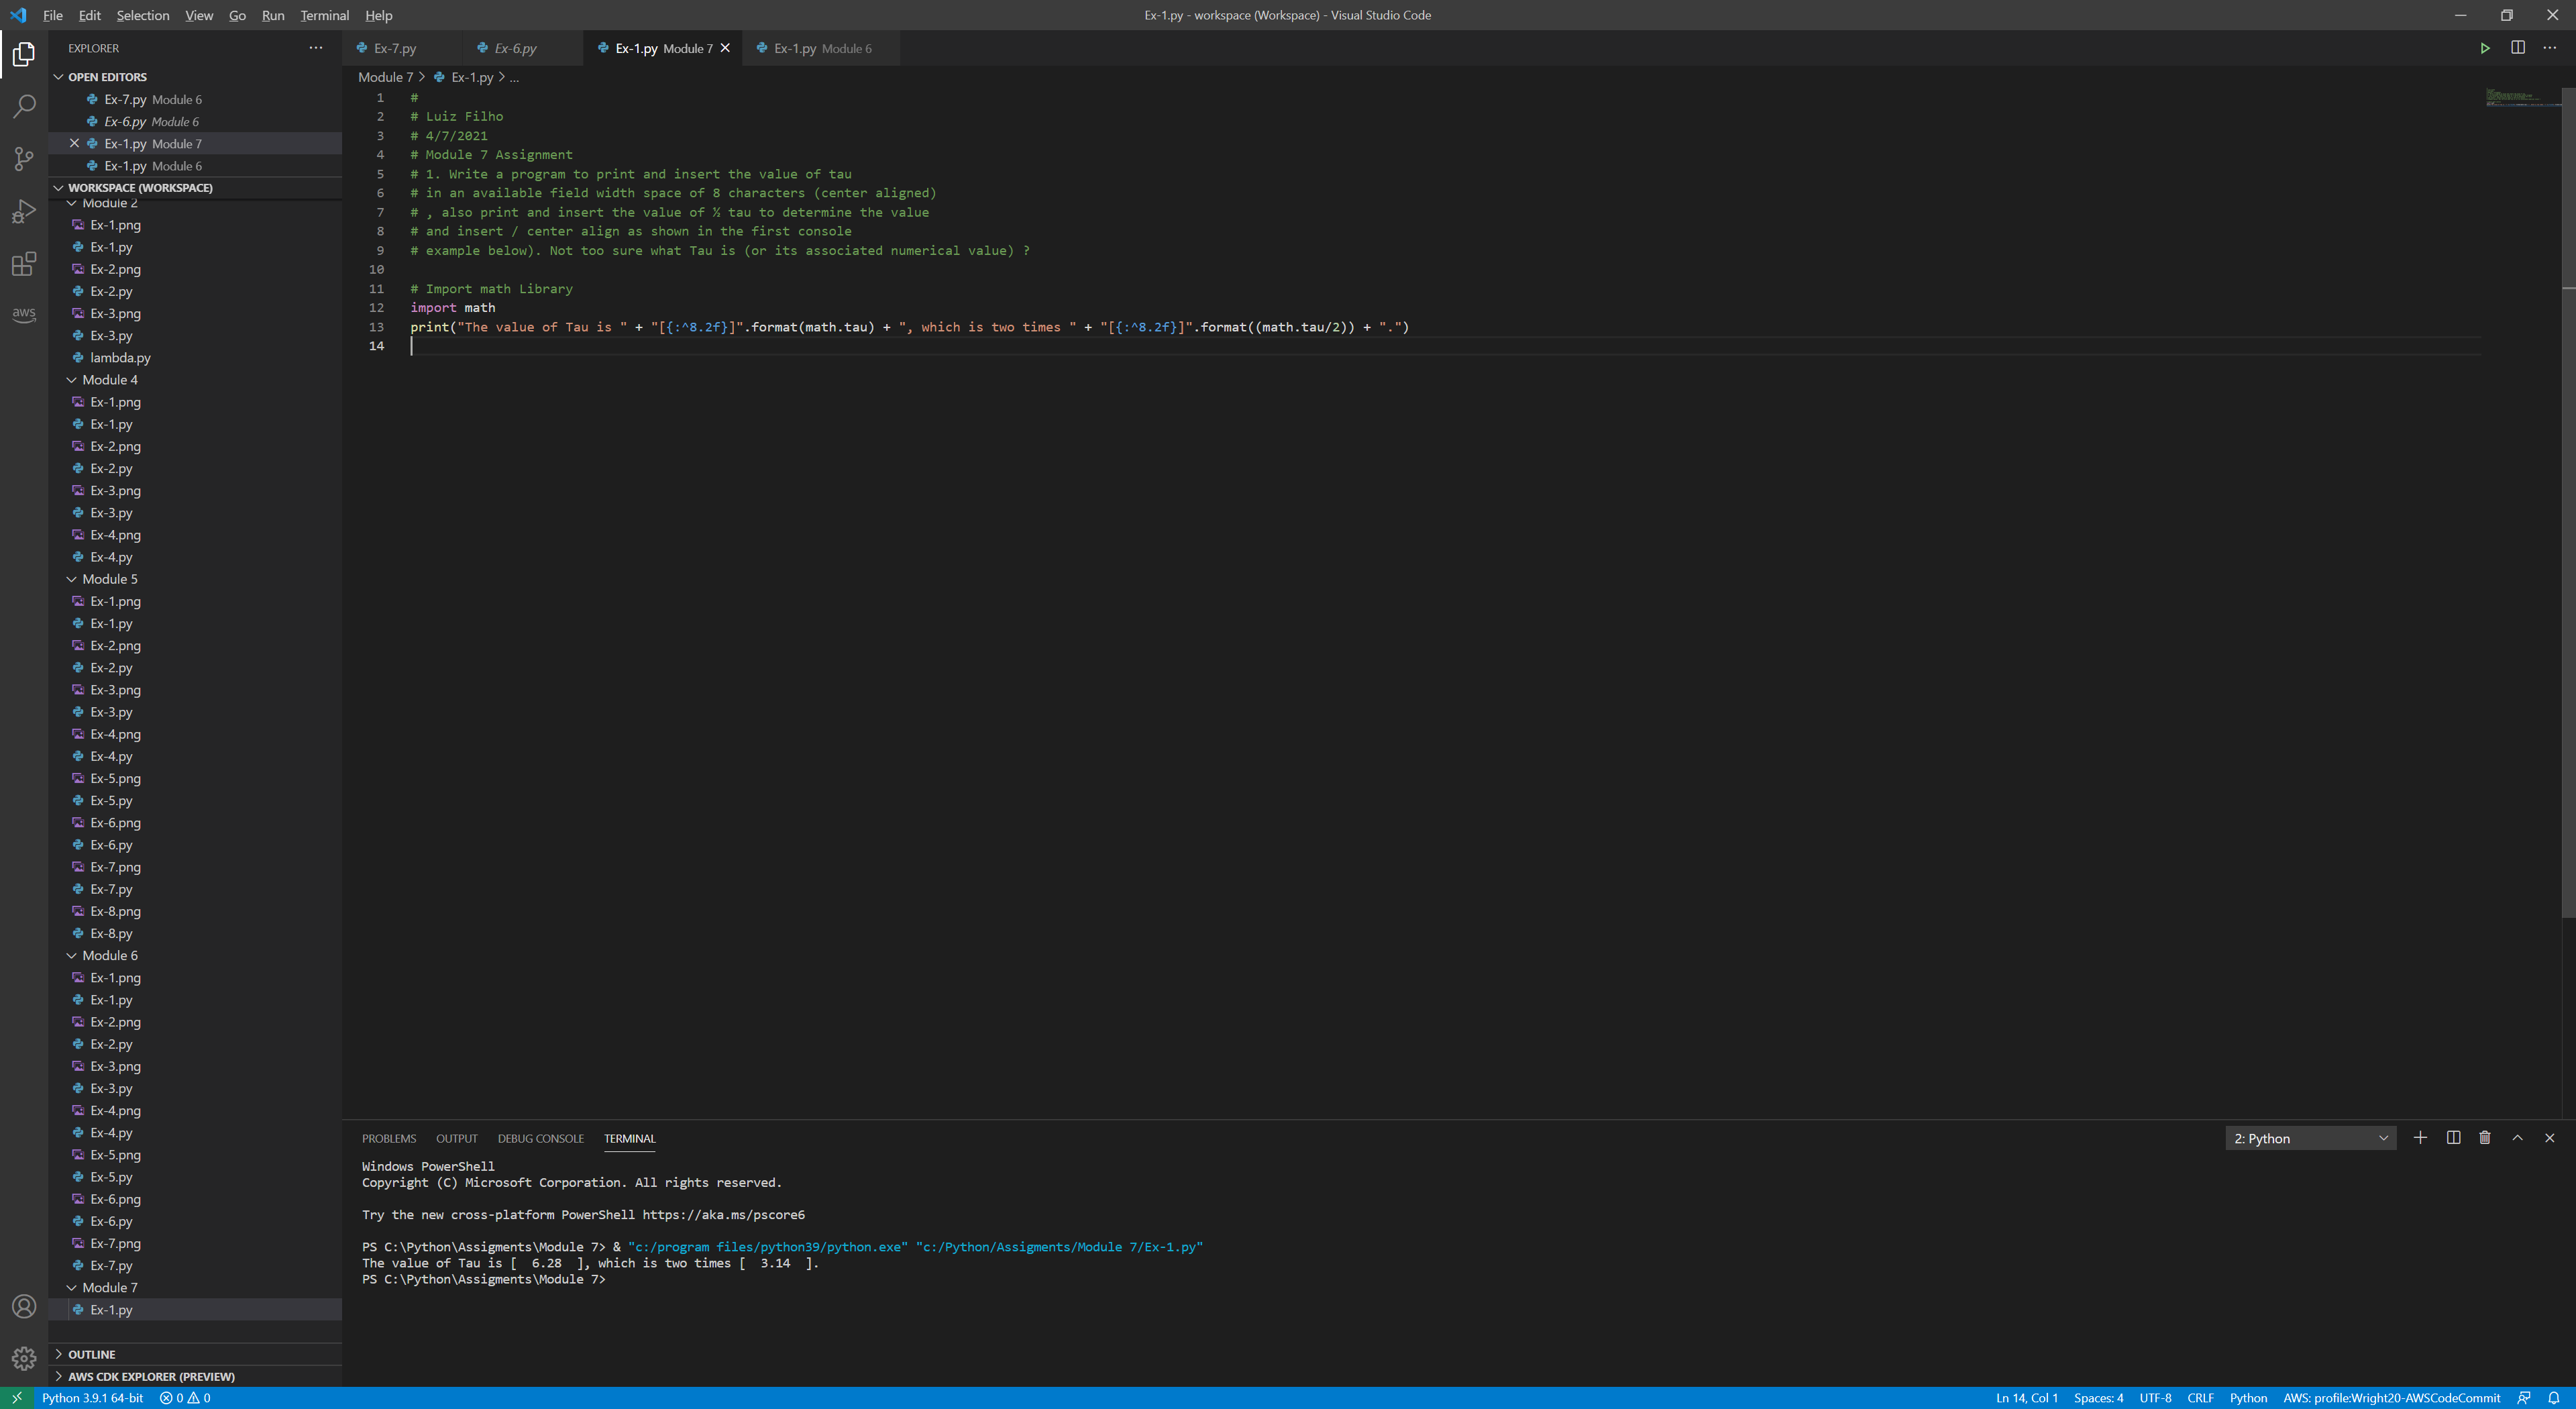 File Edit Selection View Go Run Terminal Help
Ex-1.py - workspace (Workspace) - Visual Studio Code
EXPLORER
OPEN EDITORS
Ex-7.py Module 6
Ex-6.py Module 6
Ex-1.py Module 7
Ex-1.py Module 6
WORKSPACE (WORKSPACE)
Module 2
Ex-1.png
Ex-1.py
Ex-2.png
Ex-2.py
Ex-3.png
Ex-3.py
lambda.py
Module 4
Ex-1.png
Ex-1.py
Ex-2.png
Ex-2.py
Ex-3.png
Ex-3.py
Ex-4.png
Ex-4.py
Module 5
Ex-1.png
Ex-1.py
Ex-2.png
Ex-2.py
Ex-3.png
Ex-3.py
Ex-4.png
Ex-4.py
Ex-5.png
Ex-5.py
Ex-6.png
Ex-6.py
Ex-7.png
Ex-7.py
Ex-8.png
Ex-8.py
Module 6
Ex-1.png
Ex-1.py
Ex-2.png
Ex-2.py
Ex-3.png
Ex-3.py
Ex-4.png
Ex-4.py
Ex-5.png
Ex-5.py
Ex-6.png
Ex-6.py
Ex-7.png
Ex-7.py
Module 7
Ex-1.py
OUTLINE
AWS CDK EXPLORER (PREVIEW)
aws
Ex-7.py Ex-6.py Ex-1.py Module 7 Ex-1.py Module 6
Module 7 > Ex-1.py > ...
1 #
2 # Luiz Filho
3 # 4/7/2021
4 # Module 7 Assignment
5 # 1. Write a program to print and insert the value of tau
6 # in an available field width space of 8 characters (center aligned)
7 # , also print and insert the value of ½ tau to determine the value
8 # and insert / center align as shown in the first console
9 # example below). Not too sure what Tau is (or its associated numerical value) ?
10
11 # Import math Library
12 import math
13 print("The value of Tau is " + "[{:^8.2f}]".format(math.tau) + ", which is two times " + "[{:^8.2f}]".format((math.tau/2)) + ".")
14
PROBLEMS OUTPUT DEBUG CONSOLE TERMINAL
2: Python
Windows PowerShell
Copyright (C) Microsoft Corporation. All rights reserved.
Try the new cross-platform PowerShell https://aka.ms/pscore6
PS C:\Python\Assigments\Module 7> & "c:/program files/python39/python.exe" "c:/Python/Assigments/Module 7/Ex-1.py"
The value of Tau is [  6.28  ], which is two times [  3.14  ].
PS C:\Python\Assigments\Module 7>
Python 3.9.1 64-bit 0 0
Ln 14, Col 1 Spaces: 4 UTF-8 CRLF Python AWS: profile:Wright20-AWSCodeCommit